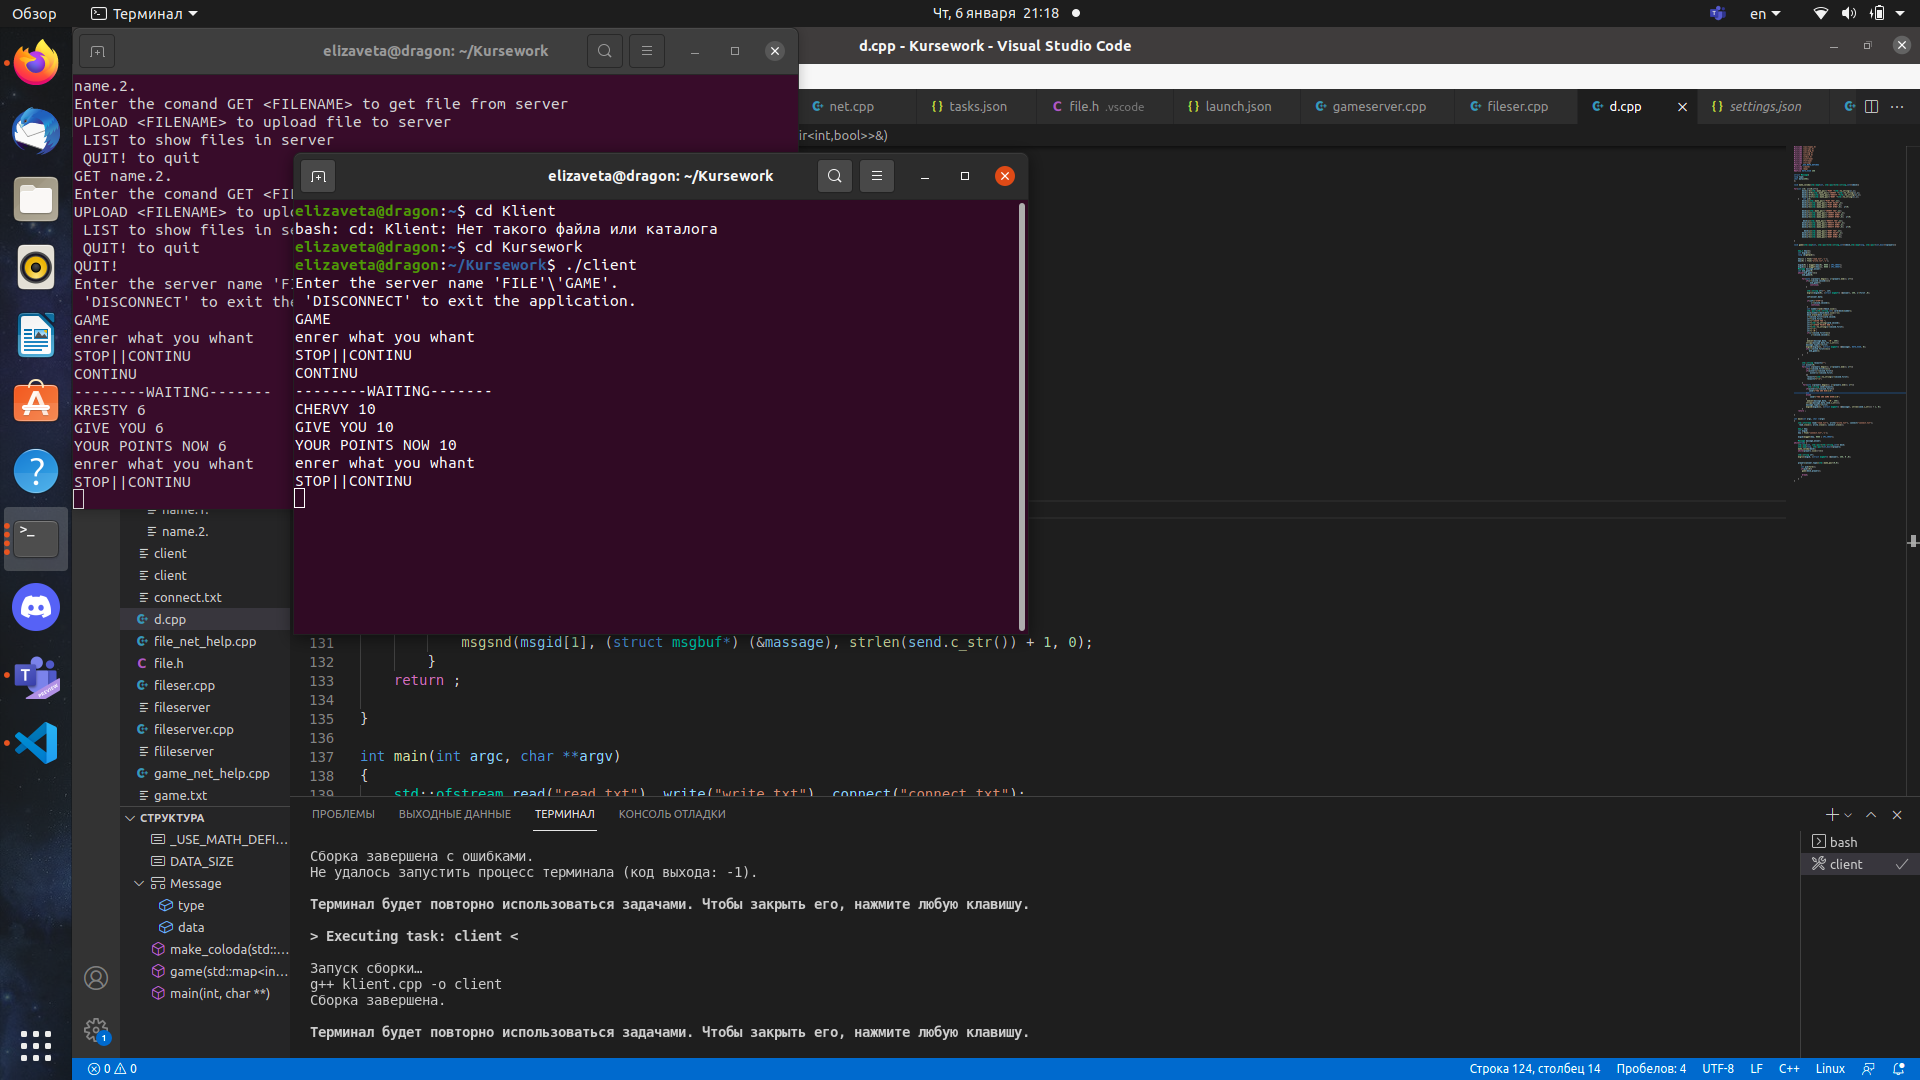 Обзор
Терминал
Чт, 6 января 21:18
en
elizaveta@dragon: ~/Kursework
d.cpp - Kursework - Visual Studio Code
net.cpp
tasks.json
file.h .vscode
launch.json
gameserver.cpp
fileser.cpp
d.cpp
settings.json
ir<int,bool>>&)
name.2.
Enter the comand GET <FILENAME> to get file from server
UPLOAD <FILENAME> to upload file to server
LIST to show files in server
QUIT! to quit
GET name.2.
Enter the comand GET <FI
UPLOAD <FILENAME> to uplo
LIST to show files in se
QUIT! to quit
QUIT!
Enter the server name 'FI
'DISCONNECT' to exit the
GAME
enrer what you whant
STOP||CONTINU
CONTINU
--------WAITING-------
KRESTY 6
GIVE YOU 6
YOUR POINTS NOW 6
enrer what you whant
STOP||CONTINU
elizaveta@dragon: ~/Kursework
elizaveta@dragon:~$ cd Klient
bash: cd: Klient: Нет такого файла или каталога
elizaveta@dragon:~$ cd Kursework
elizaveta@dragon:~/Kursework$ ./client
Enter the server name 'FILE'\'GAME'.
'DISCONNECT' to exit the application.
GAME
enrer what you whant
STOP||CONTINU
CONTINU
--------WAITING-------
CHERVY 10
GIVE YOU 10
YOUR POINTS NOW 10
enrer what you whant
STOP||CONTINU
name.1.
name.2.
client
client
connect.txt
d.cpp
file_net_help.cpp
file.h
fileser.cpp
fileserver
fileserver.cpp
flileserver
game_net_help.cpp
game.txt
СТРУКТУРА
_USE_MATH_DEFI...
DATA_SIZE
Message
type
data
make_coloda(std::...
game(std::map<in...
main(int, char **)
131 msgsnd(msgid[1], (struct msgbuf*) (&massage), strlen(send.c_str()) + 1, 0);
132 }
133 return ;
134
135 }
136
137 int main(int argc, char **argv)
138 {
139 std::ofstream read("read.txt"), write("write.txt"), connect("connect.txt");
ПРОБЛЕМЫ
ВЫХОДНЫЕ ДАННЫЕ
ТЕРМИНАЛ
КОНСОЛЬ ОТЛАДКИ
Сборка завершена с ошибками.
Не удалось запустить процесс терминала (код выхода: -1).
Терминал будет повторно использоваться задачами. Чтобы закрыть его, нажмите любую клавишу.
> Executing task: client <
Запуск сборки…
g++ klient.cpp -o client
Сборка завершена.
Терминал будет повторно использоваться задачами. Чтобы закрыть его, нажмите любую клавишу.
bash
client
1
0 0
Строка 124, столбец 14
Пробелов: 4
UTF-8
LF
C++
Linux